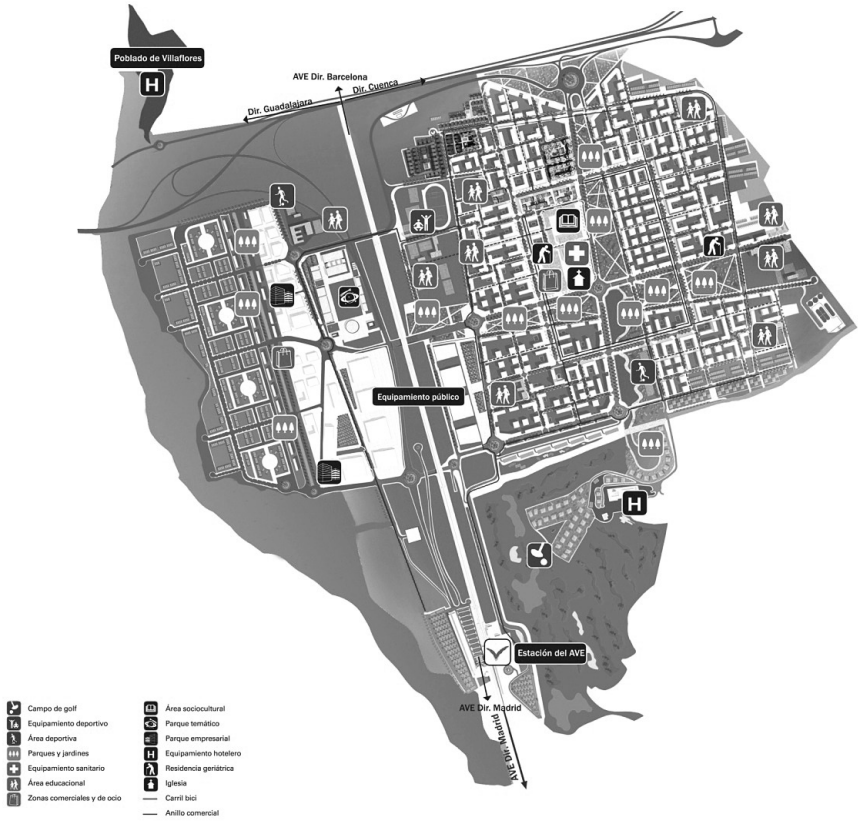 Poblado de Villaflores
H
AVE Dir. Barcelona
Dir. Cuenca
Dir. Guadalajara
Equipamiento público
H
Estación del AVE
AVE Dir. Madrid
AVE Dir. Madrid
Campo de golf
Equipamiento deportivo
Área deportiva
Parques y jardines
Equipamiento sanitario
Área educacional
Zonas comerciales y de ocio
Área sociocultural
Parque temático
Parque empresarial
H Equipamiento hotelero
Residencia geriátrica
Iglesia
Carril bici
Anillo comercial